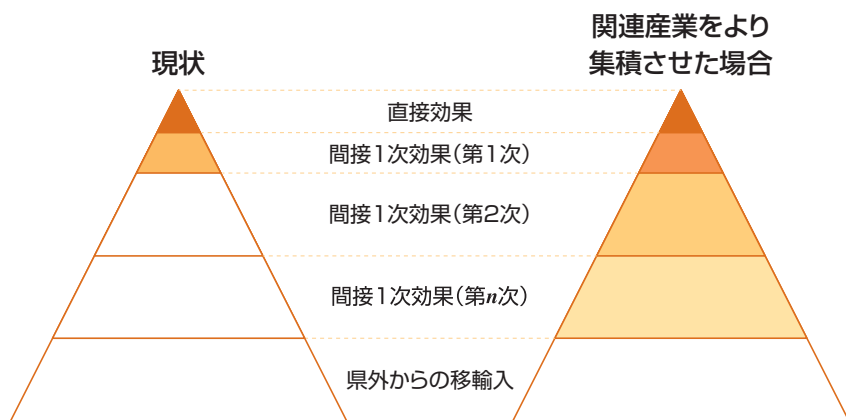 現状
関連産業をより
集積させた場合
直接効果
間接1次効果(第1次)
間接1次効果(第2次)
間接1次効果(第n次)
県外からの移輸入